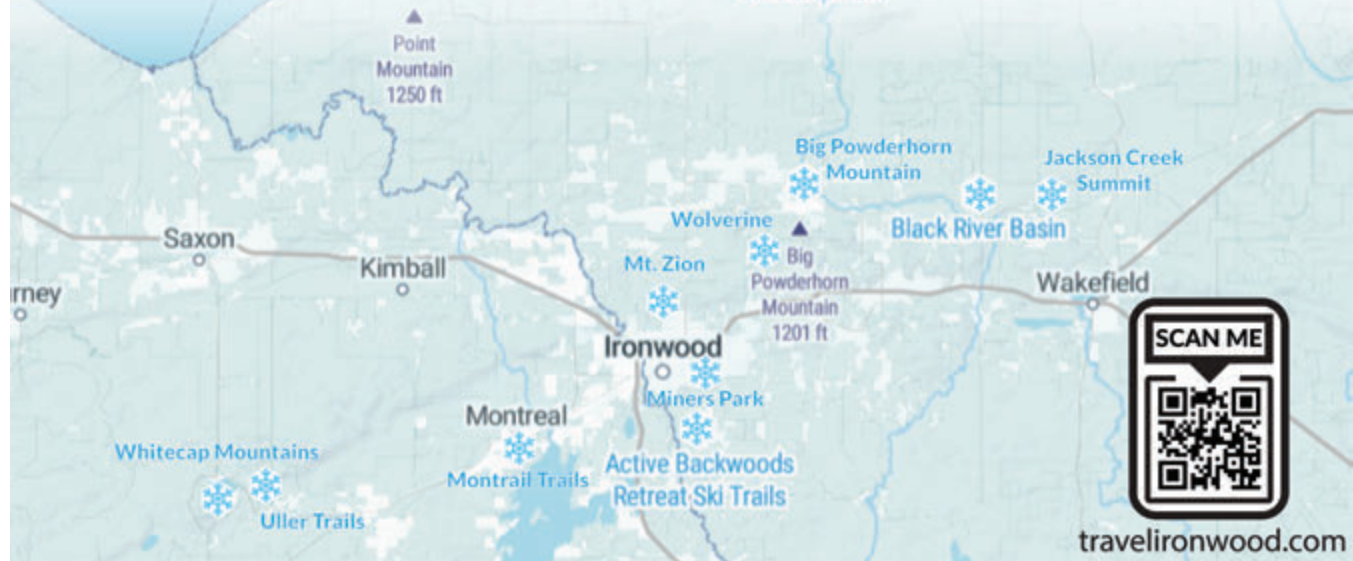 Point
Mountain
1250 ft
Big Powderhorn
Mountain
Jackson Creek
Summit
Wolverine
Black River Basin
Saxon
Kimball
Mt. Zion
Big
Powderhorn
Mountain
1201 ft
Wakefield
rney
SCAN ME
Ironwood
Miners Park
Montreal
Whitecap Mountains
Montrail Trails
Active Backwoods
Retreat Ski Trails
Uller Trails
travelironwood.com